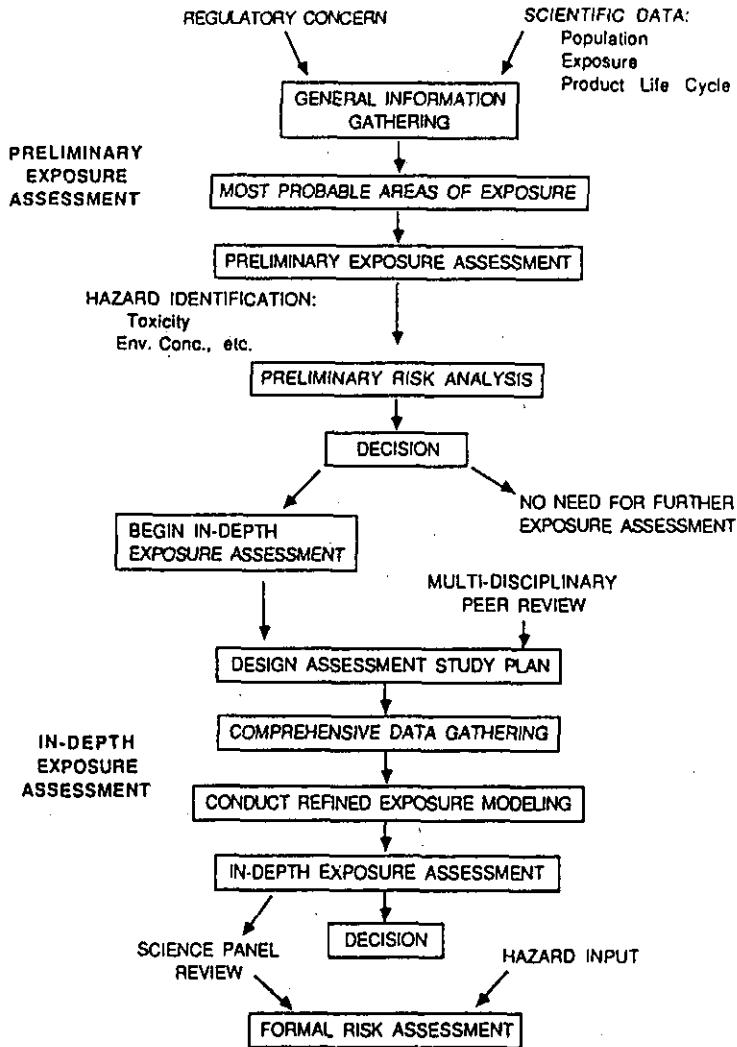 REGULATORY CONCERN
SCIENTIFIC DATA:
Population
Exposure
Product Life Cycle
GENERAL INFORMATION
GATHERING
PRELIMINARY
EXPOSURE
ASSESSMENT
MOST PROBABLE AREAS OF EXPOSURE
PRELIMINARY EXPOSURE ASSESSMENT
HAZARD IDENTIFICATION:
Toxicity
Env. Conc., etc.
PRELIMINARY RISK ANALYSIS
DECISION
NO NEED FOR FURTHER
EXPOSURE ASSESSMENT
BEGIN IN-DEPTH
EXPOSURE ASSESSMENT
MULTI-DISCIPLINARY
PEER REVIEW
DESIGN ASSESSMENT STUDY PLAN
COMPREHENSIVE DATA GATHERING
IN-DEPTH
EXPOSURE
ASSESSMENT
CONDUCT REFINED EXPOSURE MODELING
IN-DEPTH EXPOSURE ASSESSMENT
DECISION
SCIENCE PANEL
REVIEW
HAZARD INPUT
FORMAL RISK ASSESSMENT